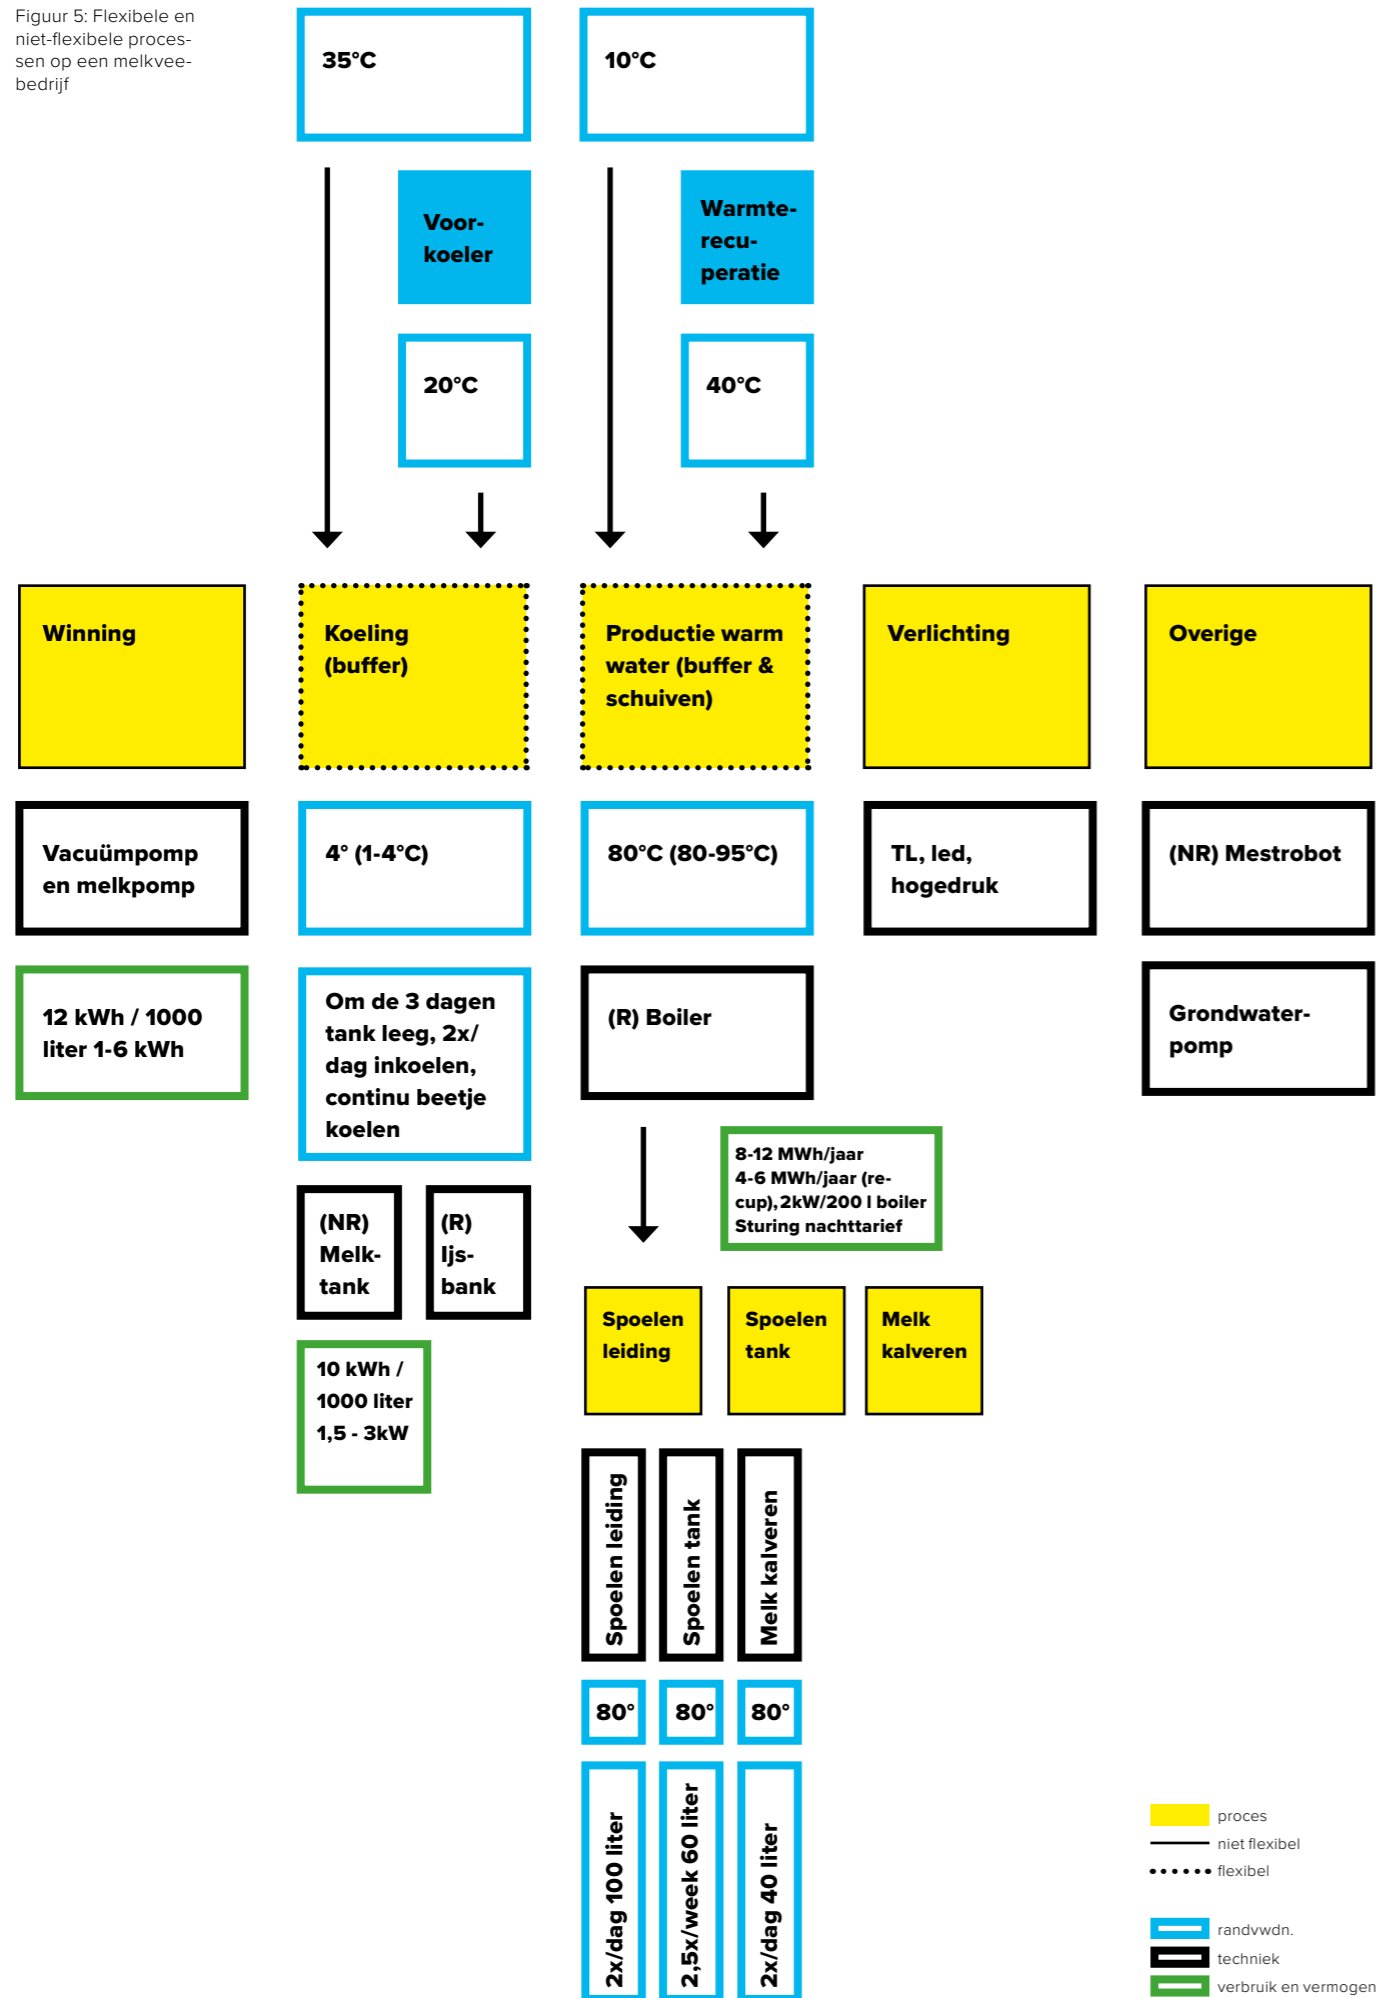 Figuur 5: Flexibele en
niet-flexibele proces-
sen op een melkvee-
bedrijf
35°C
10°C
Voor-
koeler
Warmte-
recu-
peratie
20°C
40°C
Winning
Koeling
(buffer)
Productie warm
water (buffer &
schuiven)
Verlichting
Overige
Vacuümpomp
en melkpomp
4° (1-4°C)
80°C (80-95°C)
TL, led,
hogedruk
(NR) Mestrobot
12 kWh / 1000
liter 1-6 kWh
Om de 3 dagen
tank leeg, 2x/
dag inkoelen,
continu beetje
koelen
(R) Boiler
Grondwater-
pomp
8-12 MWh/jaar
4-6 MWh/jaar (re-
cup), 2kW/200 l boiler
Sturing nachttarief
(NR)
Melk-
tank
(R)
Ijs-
bank
10 kWh /
1000 liter
1,5 - 3kW
Spoelen
leiding
Spoelen
tank
Melk
kalveren
Spoelen leiding
Spoelen tank
Melk kalveren
80°
80°
80°
2x/dag 100 liter
2,5x/week 60 liter
2x/dag 40 liter
proces
niet flexibel
flexibel
randvwdn.
techniek
verbruik en vermogen